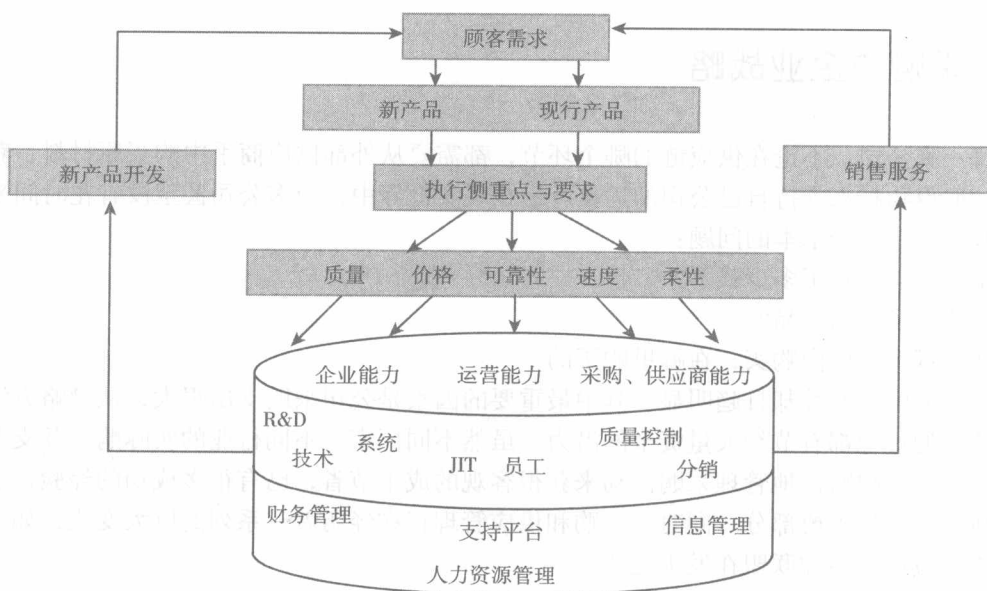 顾客需求
新产品 现行产品
新产品开发
执行侧重点与要求
销售服务
质量 价格 可靠性 速度 柔性
企业能力 运营能力 采购、供应商能力
R&D
系统 质量控制
技术 JIT 员工 分销
财务管理 支持平台 信息管理
人力资源管理